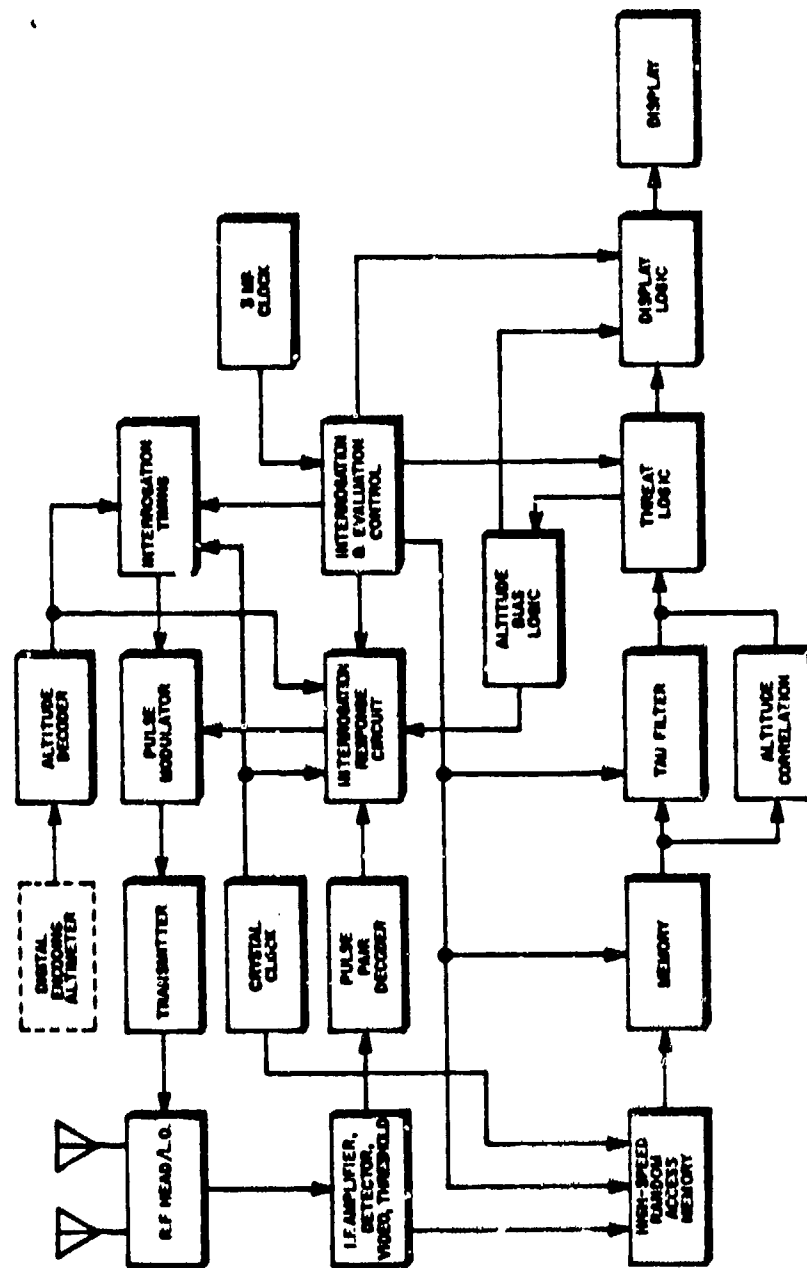 DIGITAL
ENCODING
ALTIMETER
ALTITUDE
DECODER
R.F HEAD/L.O.
TRANSMITTER
PULSE
MODULATOR
INTERROGATION
TIMING
CRYSTAL
CLOCK
CLOCK
I.F. AMPLIFIER,
DETECTOR,
VIDEO, THRESHOLD
PULSE
PAIR
DECODER
INTERROGATION
RESPONSE
CIRCUIT
INTERROGATION
& EVALUATION
CONTROL
ALTITUDE
BIAS
LOGIC
HIGH-SPEED
RANDOM
ACCESS
MEMORY
MEMORY
TAU FILTER
THREAT
LOGIC
DISPLAY
LOGIC
DISPLAY
ALTITUDE
CORRELATION